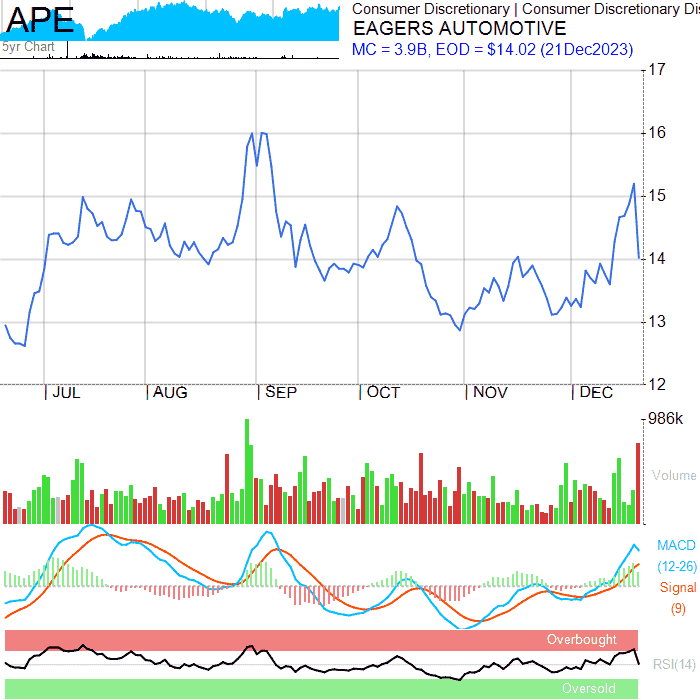 APE
5yr Chart
Consumer Discretionary | Consumer Discretionary Dis
EAGERS AUTOMOTIVE
MC = 3.9B, EOD = $14.02 (21Dec2023)
17
16
15
14
13
12
JUL AUG SEP OCT NOV DEC
986k
Volume
MACD
(12-26)
Signal
(9)
Overbought
RSI(14)
Oversold